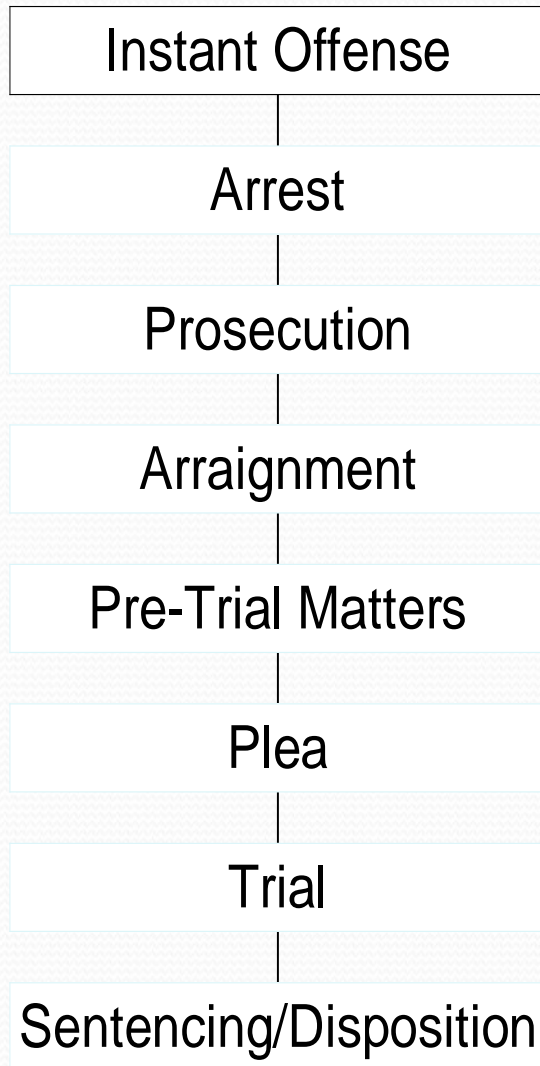 Instant Offense
Arrest
Prosecution
Arraignment
Pre-Trial Matters
Plea
Trial
Sentencing/Disposition